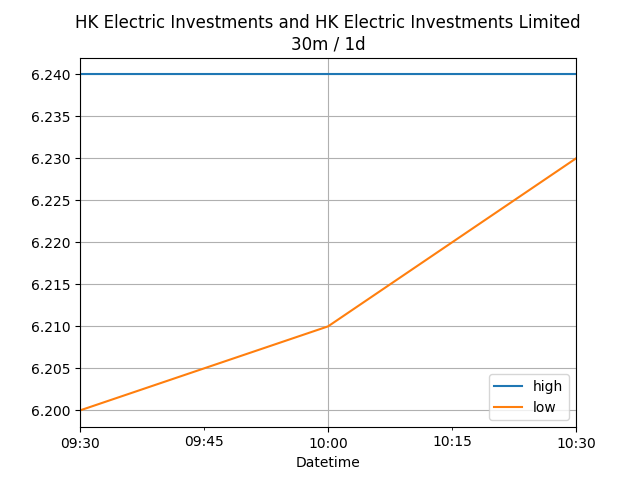 HK Electric Investments and HK Electric Investments Limited
30m / 1d
6.240
6.235
6.230
6.225
6.220
6.215
6.210
6.205
6.200
high
low
09:30 09:45 10:00 10:15 10:30
Datetime